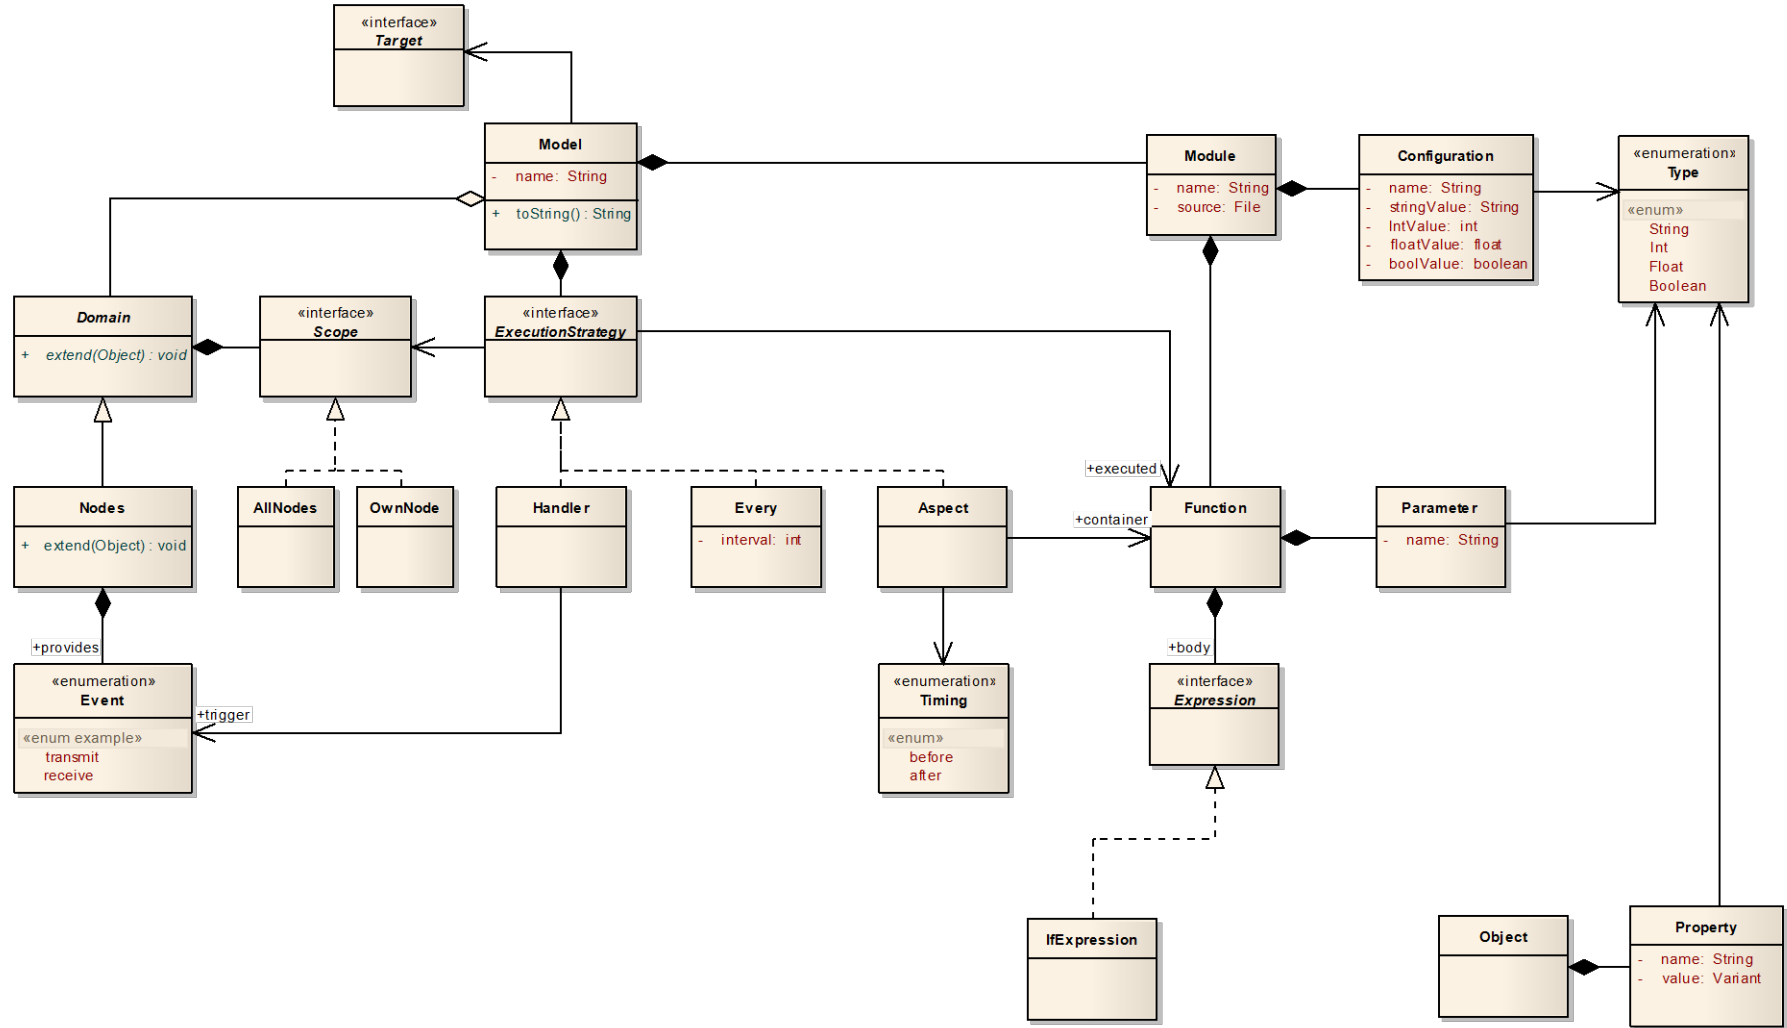 «interface»
Target
Model
- name: String
+ toString() : String
Module
- name: String
- source: File
Configuration
- name: String
- stringValue: String
- IntValue: int
- floatValue: float
- boolValue: boolean
«enumeration»
Type
«enum»
String
Int
Float
Boolean
Domain
+ extend(Object) : void
«interface»
Scope
«interface»
ExecutionStrategy
+executed
+container
Nodes
+ extend(Object) : void
AllNodes
OwnNode
Handler
Every
- interval: int
Aspect
Function
Parameter
- name: String
+provides
+body
«enumeration»
Event
«enum example»
transmit
receive
+trigger
«enumeration»
Timing
«enum»
before
after
«interface»
Expression
IfExpression
Object
Property
- name: String
- value: Variant